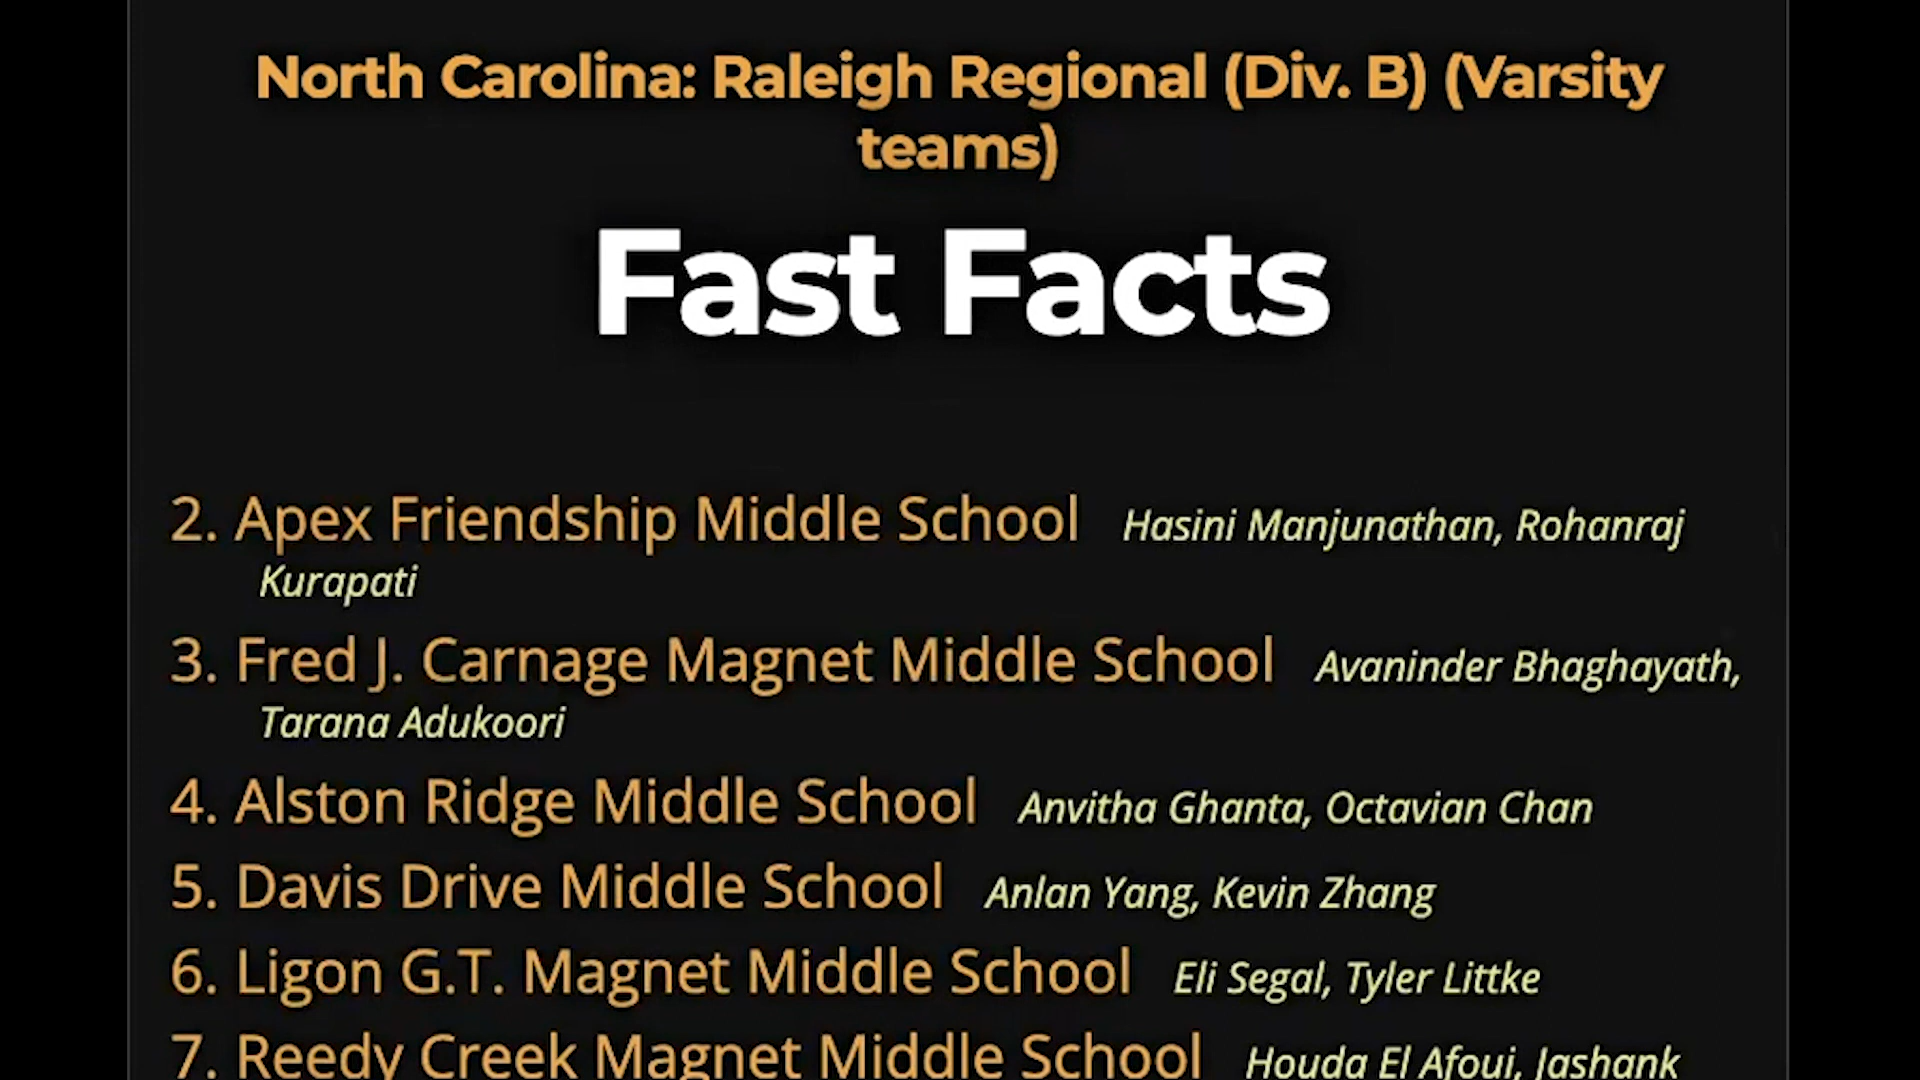 North Carolina: Raleigh Regional (Div. B) (Varsity
teams)
Fast Facts
2. Apex Friendship Middle School Hasini Manjunathan, Rohanraj
Kurapati
3. Fred J. Carnage Magnet Middle School Avaninder Bhaghayath,
Tarana Adukoori
4. Alston Ridge Middle School Anvitha Ghanta, Octavian Chan
5. Davis Drive Middle School Anlan Yang, Kevin Zhang
6. Ligon G.T. Magnet Middle School Eli Segal, Tyler Littke
7. Reedy Creek Magnet Middle School Houda El Afoui, Jashank